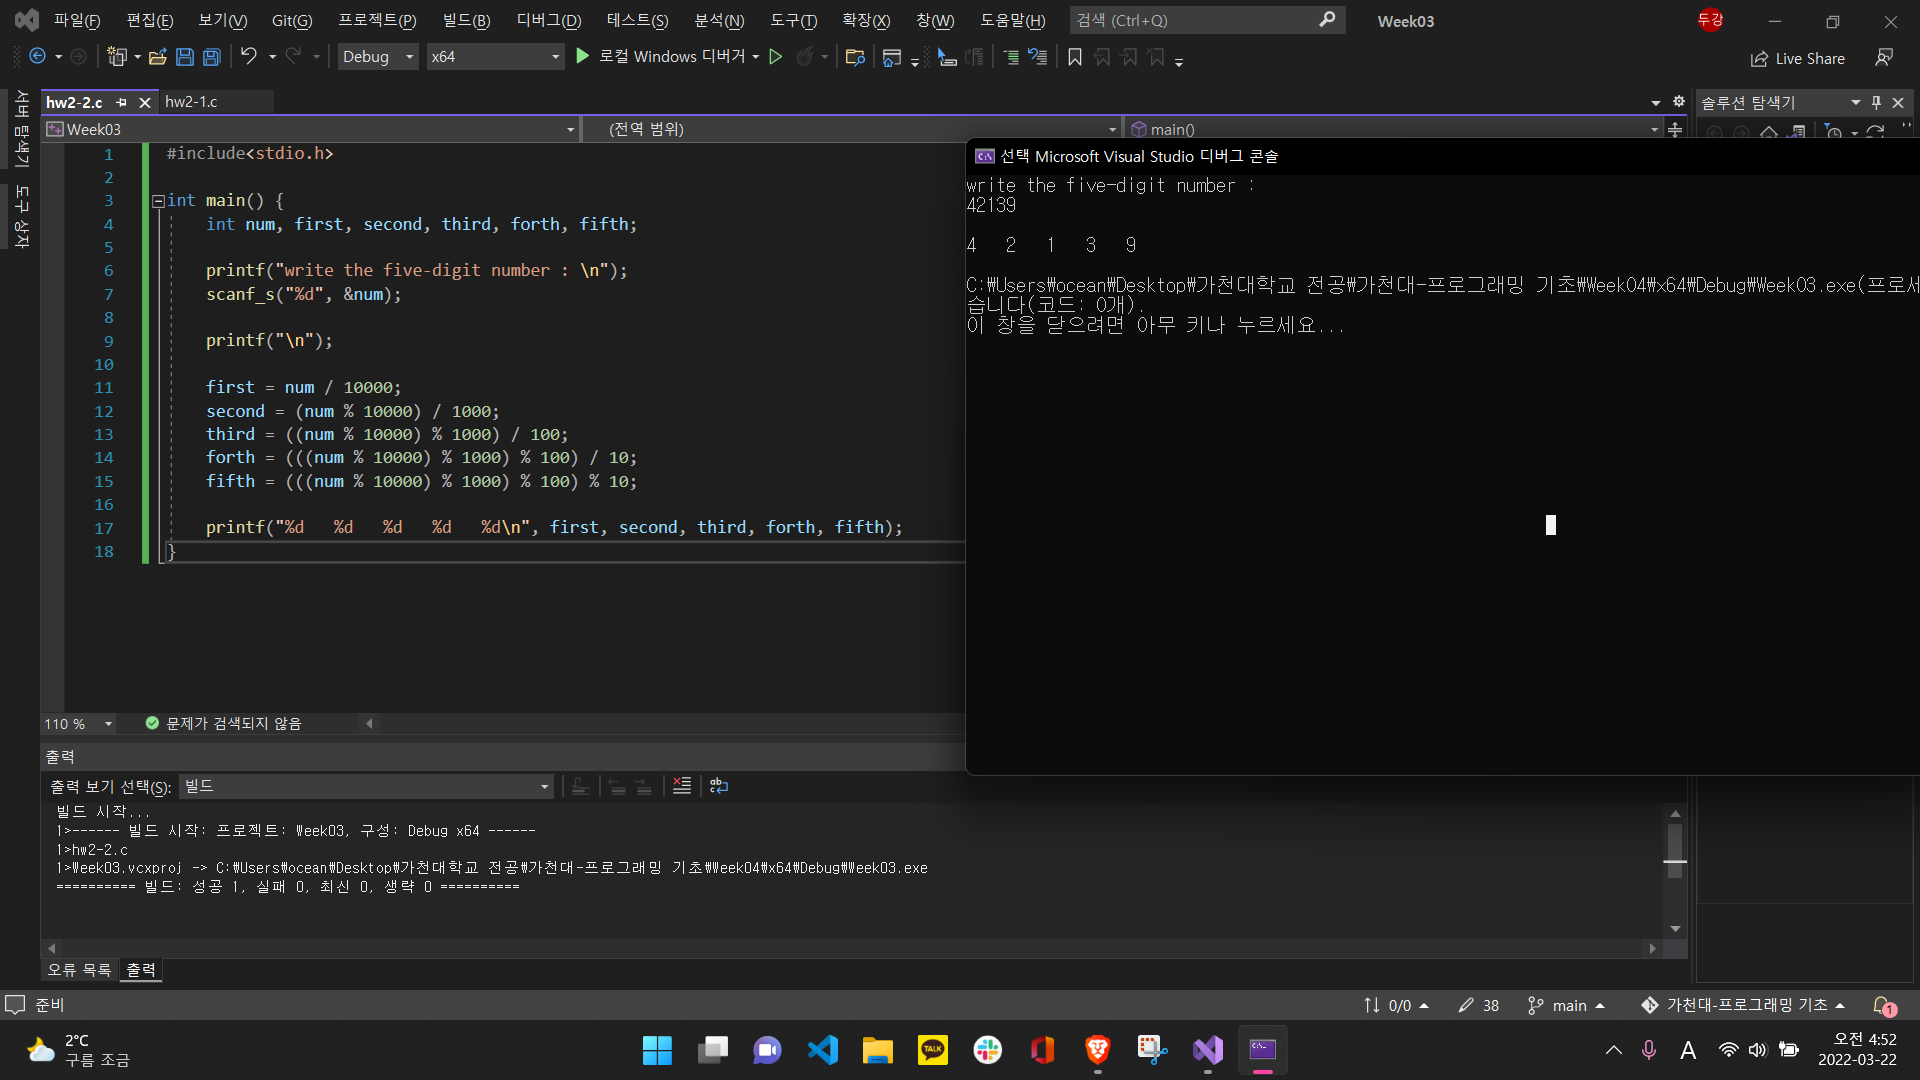 파일(F) 편집(E) 보기(V) Git(G) 프로젝트(P) 빌드(B) 디버그(D) 테스트(S) 분석(N) 도구(T) 확장(X) 창(W) 도움말(H) 검색 (Ctrl+Q) Week03 두강
Debug x64 로컬 Windows 디버거 Live Share
서버 탐색기
도구 상자
hw2-2.c hw2-1.c
솔루션 탐색기
Week03 (전역 범위) main()
1 #include<stdio.h>
2
3 int main() {
4 int num, first, second, third, forth, fifth;
5
6 printf("write the five-digit number : \n");
7 scanf_s("%d", &num);
8
9 printf("\n");
10
11 first = num / 10000;
12 second = (num % 10000) / 1000;
13 third = ((num % 10000) % 1000) / 100;
14 forth = (((num % 10000) % 1000) % 100) / 10;
15 fifth = (((num % 10000) % 1000) % 100) % 10;
16
17 printf("%d   %d   %d   %d   %d\n", first, second, third, forth, fifth);
18 }
선택 Microsoft Visual Studio 디버그 콘솔
write the five-digit number :
42139
4   2   1   3   9
C:₩Users₩ocean₩Desktop₩가천대학교 전공₩가천대-프로그래밍 기초₩Week04₩x64₩Debug₩Week03.exe(프로세
습니다(코드: 0개).
이 창을 닫으려면 아무 키나 누르세요...
110 % 문제가 검색되지 않음
출력
출력 보기 선택(S): 빌드
빌드 시작...
1>------ 빌드 시작: 프로젝트: Week03, 구성: Debug x64 ------
1>hw2-2.c
1>Week03.vcxproj -> C:₩Users₩ocean₩Desktop₩가천대학교 전공₩가천대-프로그래밍 기초₩Week04₩x64₩Debug₩Week03.exe
========== 빌드: 성공 1, 실패 0, 최신 0, 생략 0 ==========
오류 목록 출력
준비 0/0 38 main 가천대-프로그래밍 기초 1
2°C
구름 조금
TALK
A
오전 4:52
2022-03-22